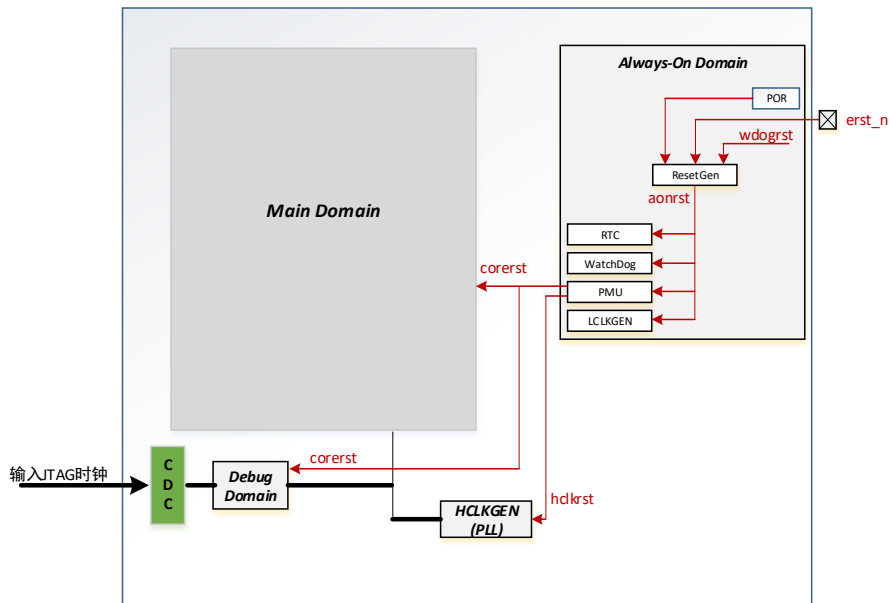 Always-On Domain
POR
erst_n
wdogrst
ResetGen
aonrst
Main Domain
RTC
WatchDog
corerst
PMU
LCLKGEN
输入JTAG时钟
C
D
C
Debug
Domain
corerst
HCLKGEN
(PLL)
hclkrst